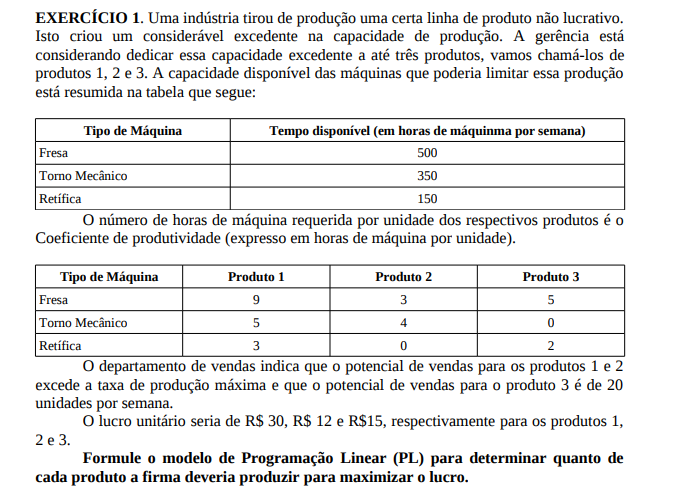 EXERCÍCIO 1. Uma indústria tirou de produção uma certa linha de produto não lucrativo.
Isto criou um considerável excedente na capacidade de produção. A gerência está
considerando dedicar essa capacidade excedente a até três produtos, vamos chamá-los de
produtos 1, 2 e 3. A capacidade disponível das máquinas que poderia limitar essa produção
está resumida na tabela que segue:
Tipo de Máquina Tempo disponível (em horas de máquinma por semana)
Fresa 500
Torno Mecânico 350
Retífica 150
O número de horas de máquina requerida por unidade dos respectivos produtos é o
Coeficiente de produtividade (expresso em horas de máquina por unidade).
Tipo de Máquina Produto 1 Produto 2 Produto 3
Fresa 9 3 5
Torno Mecânico 5 4 0
Retífica 3 0 2
O departamento de vendas indica que o potencial de vendas para os produtos 1 e 2
excede a taxa de produção máxima e que o potencial de vendas para o produto 3 é de 20
unidades por semana.
O lucro unitário seria de R$ 30, R$ 12 e R$15, respectivamente para os produtos 1,
2 e 3.
Formule o modelo de Programação Linear (PL) para determinar quanto de
cada produto a firma deveria produzir para maximizar o lucro.